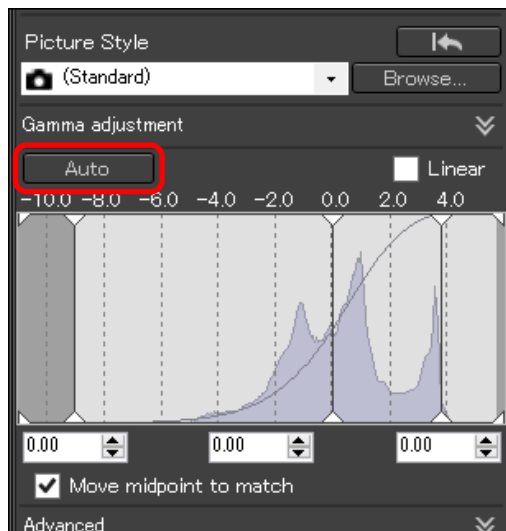 Picture Style
(Standard)
Browse...
Gamma adjustment
Auto
Linear
-10.0 -8.0 -6.0 -4.0 -2.0 0.0 2.0 4.0
0.00 0.00 0.00
Move midpoint to match
Advanced